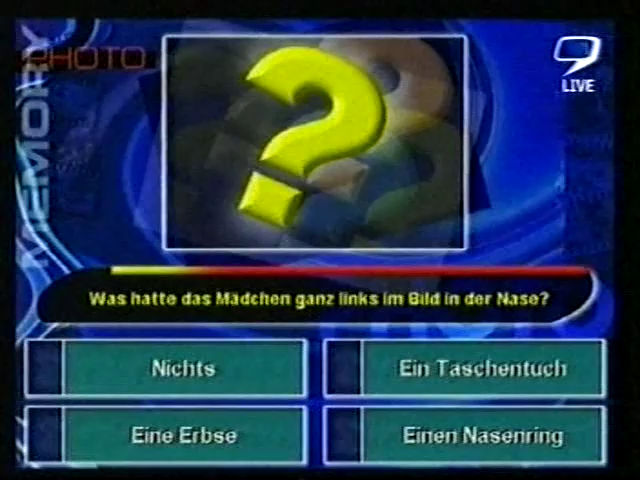 MEMORY
PHOTO
9
LIVE
Was hatte das Mädchen ganz links im Bild in der Nase?
Nichts
Ein Taschentuch
Eine Erbse
Einen Nasenring